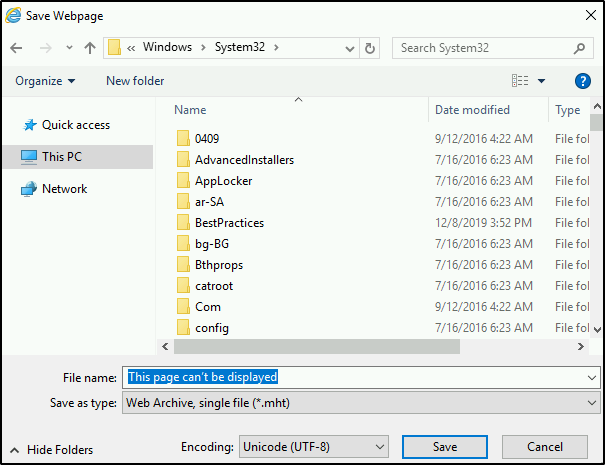 Save Webpage
Windows System32 Search System32
Organize New folder
Name Date modified Type
Quick access
This PC
Network
0409 9/12/2016 4:22 AM File fol
AdvancedInstallers 7/16/2016 6:23 AM File fol
AppLocker 7/16/2016 6:23 AM File fol
ar-SA 7/16/2016 6:23 AM File fol
BestPractices 12/8/2019 3:52 PM File fol
bg-BG 7/16/2016 6:23 AM File fol
Bthprops 7/16/2016 6:23 AM File fol
catroot 7/16/2016 6:23 AM File fol
Com 9/12/2016 4:22 AM File fol
config 7/16/2016 6:23 AM File fol
File name: This page can't be displayed
Save as type: Web Archive, single file (*.mht)
Hide Folders Encoding: Unicode (UTF-8) Save Cancel